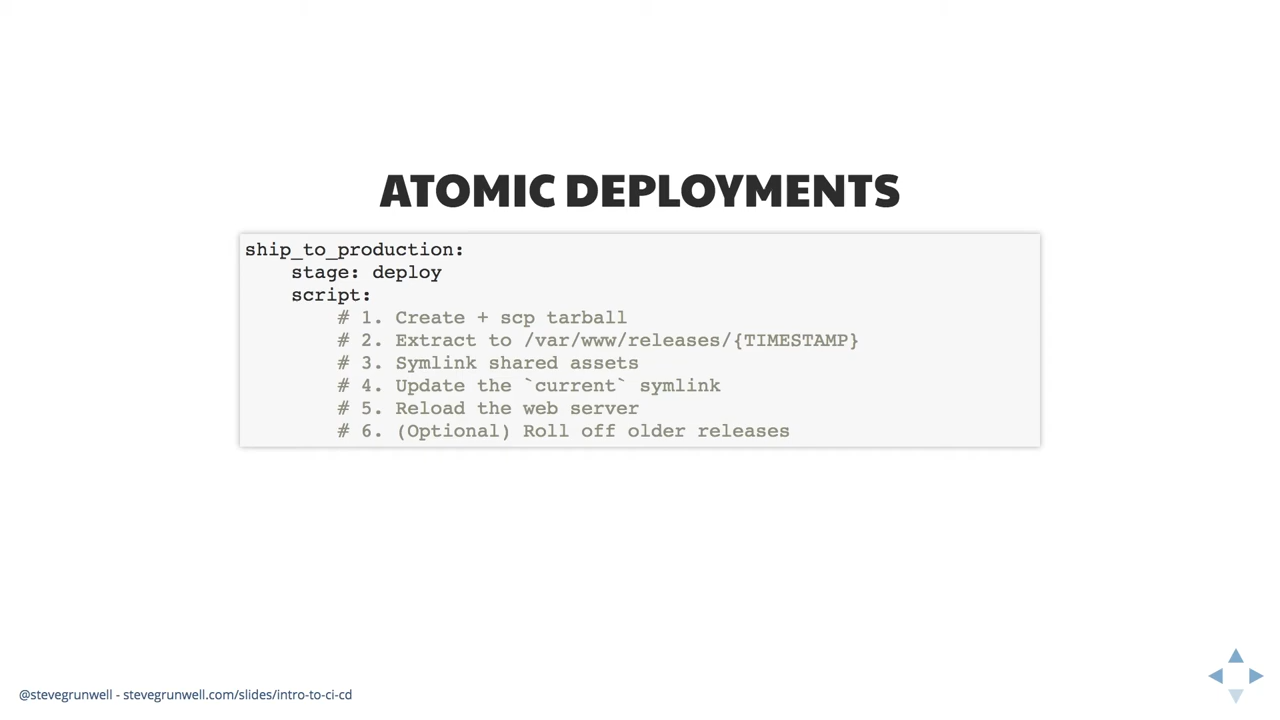 ATOMIC DEPLOYMENTS
ship_to_production:
    stage: deploy
    script:
        # 1. Create + scp tarball
        # 2. Extract to /var/www/releases/{TIMESTAMP}
        # 3. Symlink shared assets
        # 4. Update the `current` symlink
        # 5. Reload the web server
        # 6. (Optional) Roll off older releases
@stevegrunwell - stevegrunwell.com/slides/intro-to-ci-cd